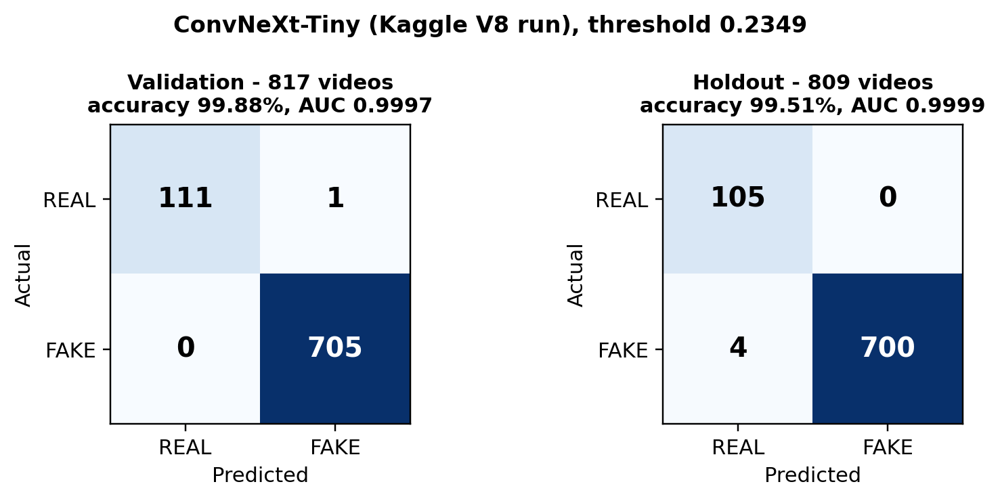 ConvNeXt-Tiny (Kaggle V8 run), threshold 0.2349
Validation - 817 videos
accuracy 99.88%, AUC 0.9997
Actual
REAL
111
1
FAKE
0
705
REAL
FAKE
Predicted
Holdout - 809 videos
accuracy 99.51%, AUC 0.9999
Actual
REAL
105
0
FAKE
4
700
REAL
FAKE
Predicted